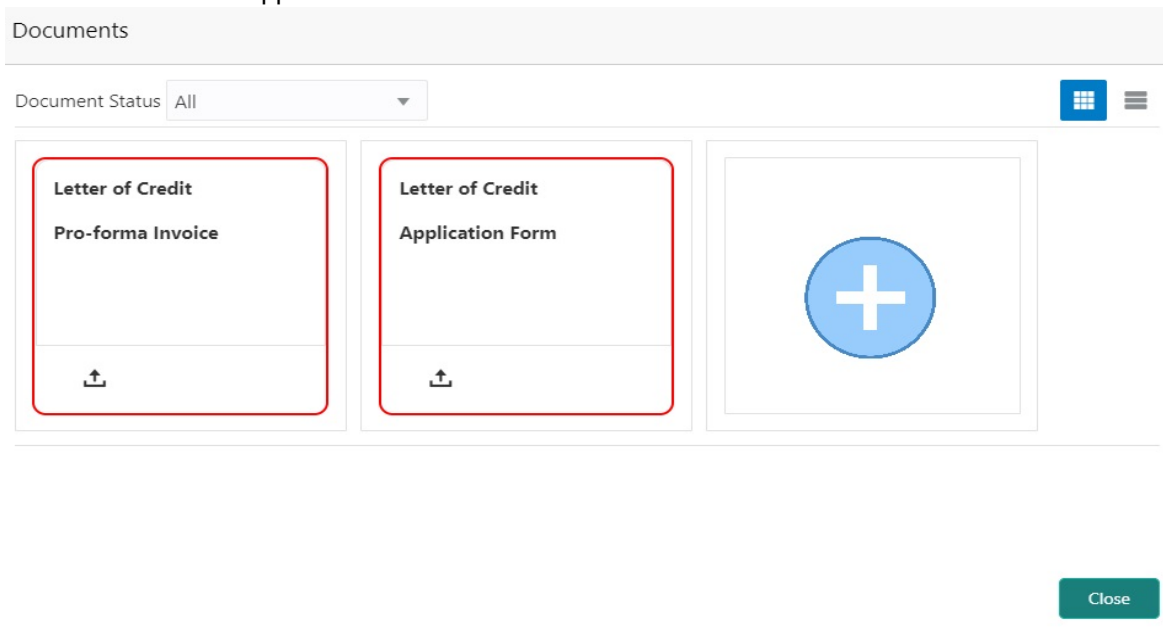 Documents
Document Status All
Letter of Credit
Pro-forma Invoice
Letter of Credit
Application Form
Close